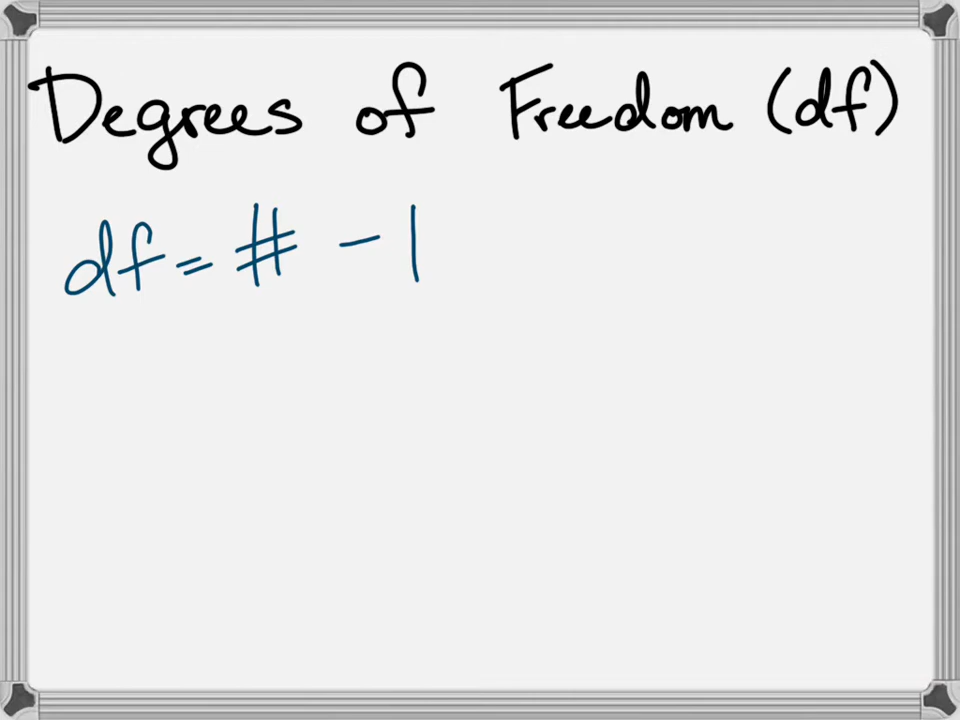 Degrees of Freedom (df)
df = # - 1